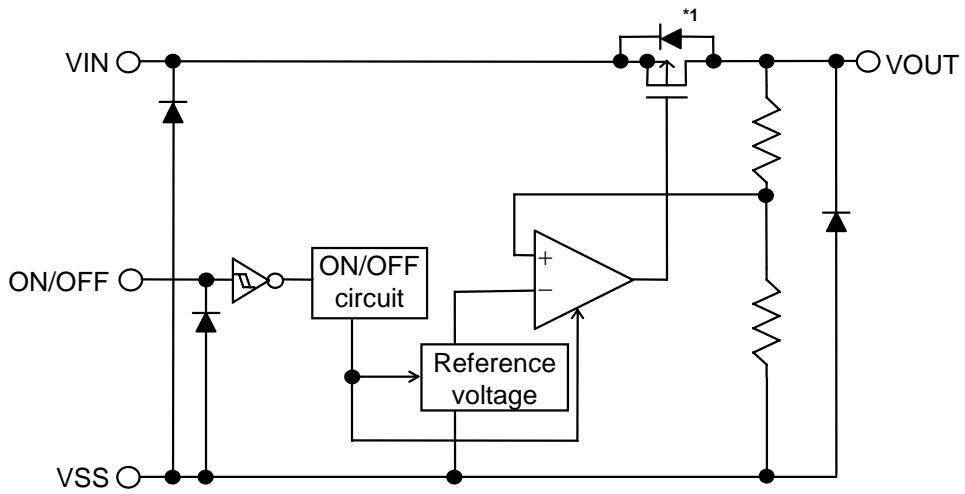 *1
VIN
VOUT
ON/OFF
ON/OFF
circuit
+
−
Reference
voltage
VSS